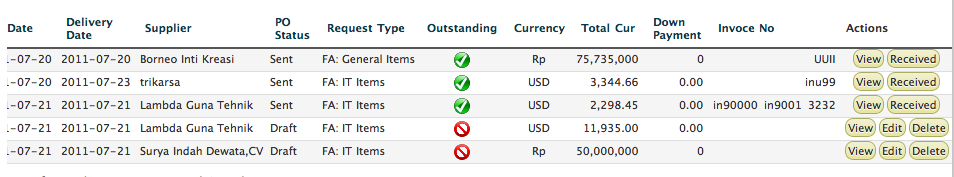 Date Delivery Date Supplier PO Status Request Type Outstanding Currency Total Cur Down Payment Invoce No Actions
1-07-20 2011-07-20 Borneo Inti Kreasi Sent FA: General Items Rp 75,735,000 0 UUII View Received
1-07-20 2011-07-23 trikarsa Sent FA: IT Items USD 3,344.66 0.00 inu99 View Received
1-07-21 2011-07-21 Lambda Guna Tehnik Sent FA: IT Items USD 2,298.45 0.00 in90000 in9001 3232 View Received
1-07-21 2011-07-21 Lambda Guna Tehnik Draft FA: IT Items USD 11,935.00 0.00 View Edit Delete
1-07-21 2011-07-21 Surya Indah Dewata,CV Draft FA: IT Items Rp 50,000,000 0 View Edit Delete